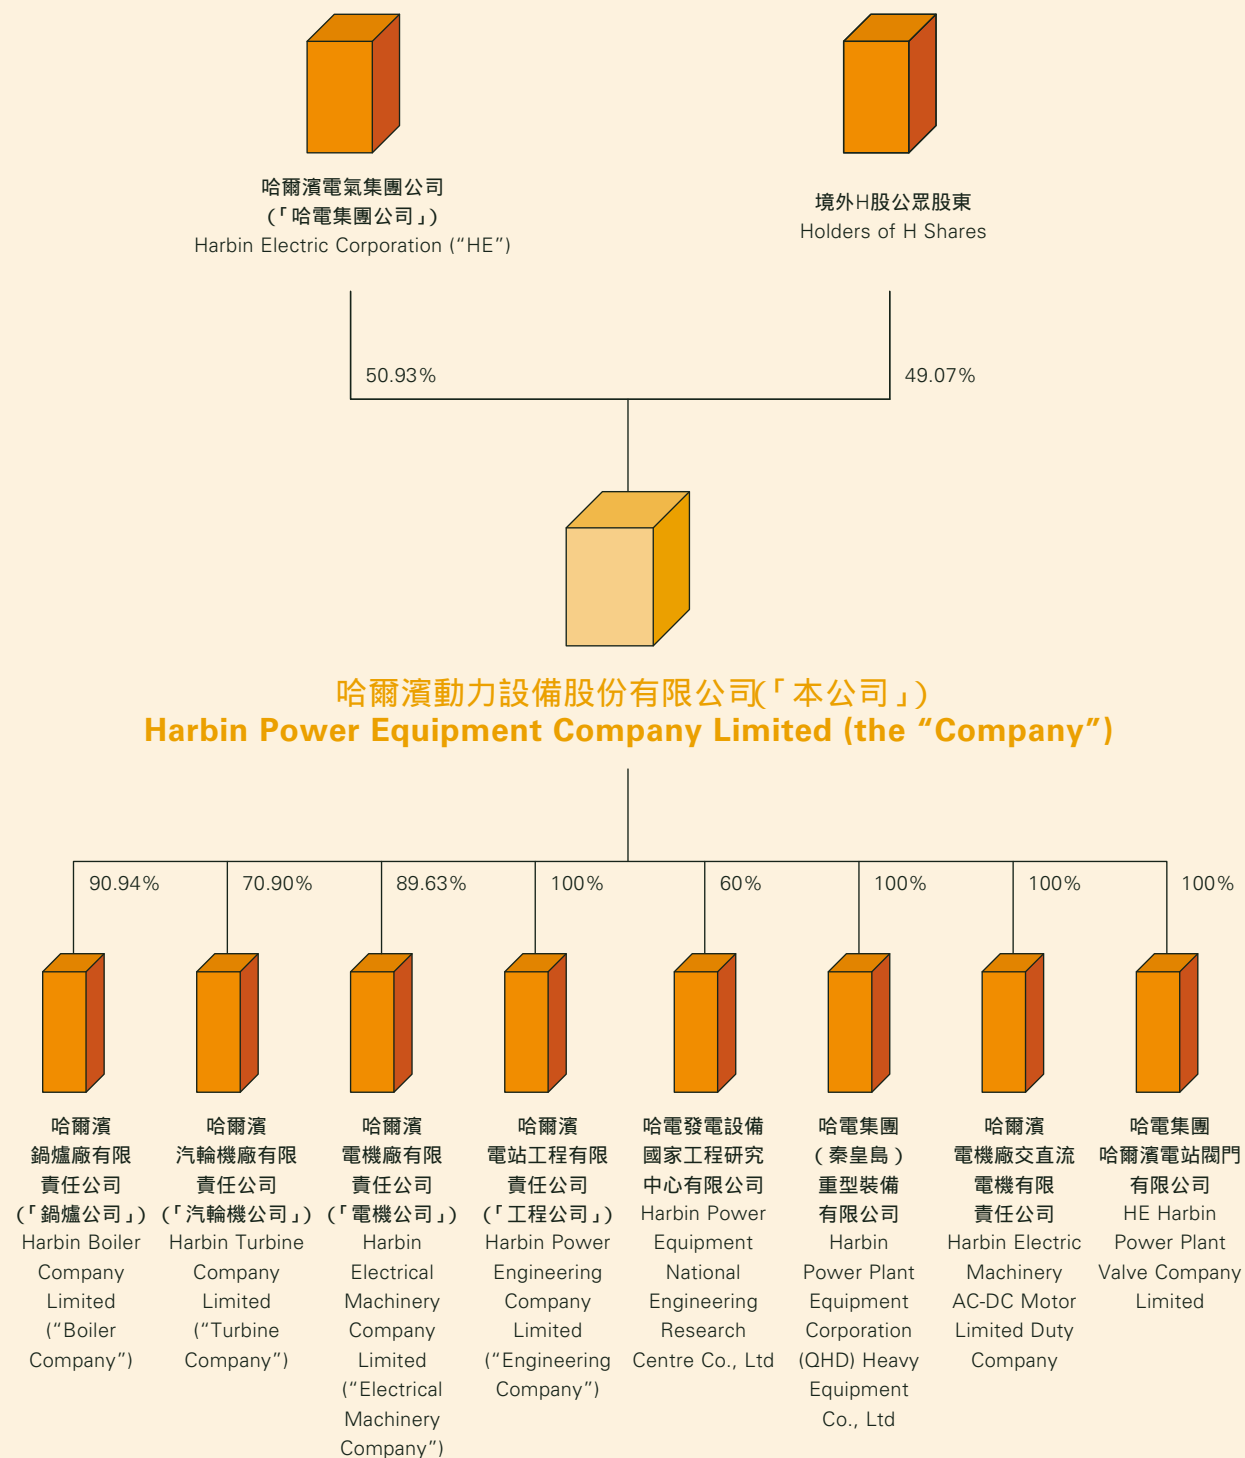 哈爾濱電氣集團公司
(「哈電集團公司」)
Harbin Electric Corporation (“HE”)
境外H股公眾股東
Holders of H Shares
50.93%
49.07%
哈爾濱動力設備股份有限公司(「本公司」)
Harbin Power Equipment Company Limited (the “Company”)
90.94%
70.90%
89.63%
100%
60%
100%
100%
100%
哈爾濱
鍋爐廠有限
責任公司
(「鍋爐公司」)
Harbin Boiler
Company
Limited
(“Boiler
Company”)
哈爾濱
汽輪機廠有限
責任公司
(「汽輪機公司」)
Harbin Turbine
Company
Limited
(“Turbine
Company”)
哈爾濱
電機廠有限
責任公司
(「電機公司」)
Harbin
Electrical
Machinery
Company
Limited
(“Electrical
Machinery
Company”)
哈爾濱
電站工程有限
責任公司
(「工程公司」)
Harbin Power
Engineering
Company
Limited
(“Engineering
Company”)
哈電發電設備
國家工程研究
中心有限公司
Harbin Power
Equipment
National
Engineering
Research
Centre Co., Ltd
哈電集團
(秦皇島)
重型裝備
有限公司
Harbin
Power Plant
Equipment
Corporation
(QHD) Heavy
Equipment
Co., Ltd
哈爾濱
電機廠交直流
電機有限
責任公司
Harbin Electric
Machinery
AC-DC Motor
Limited Duty
Company
哈電集團
哈爾濱電站閥門
有限公司
HE Harbin
Power Plant
Valve Company
Limited